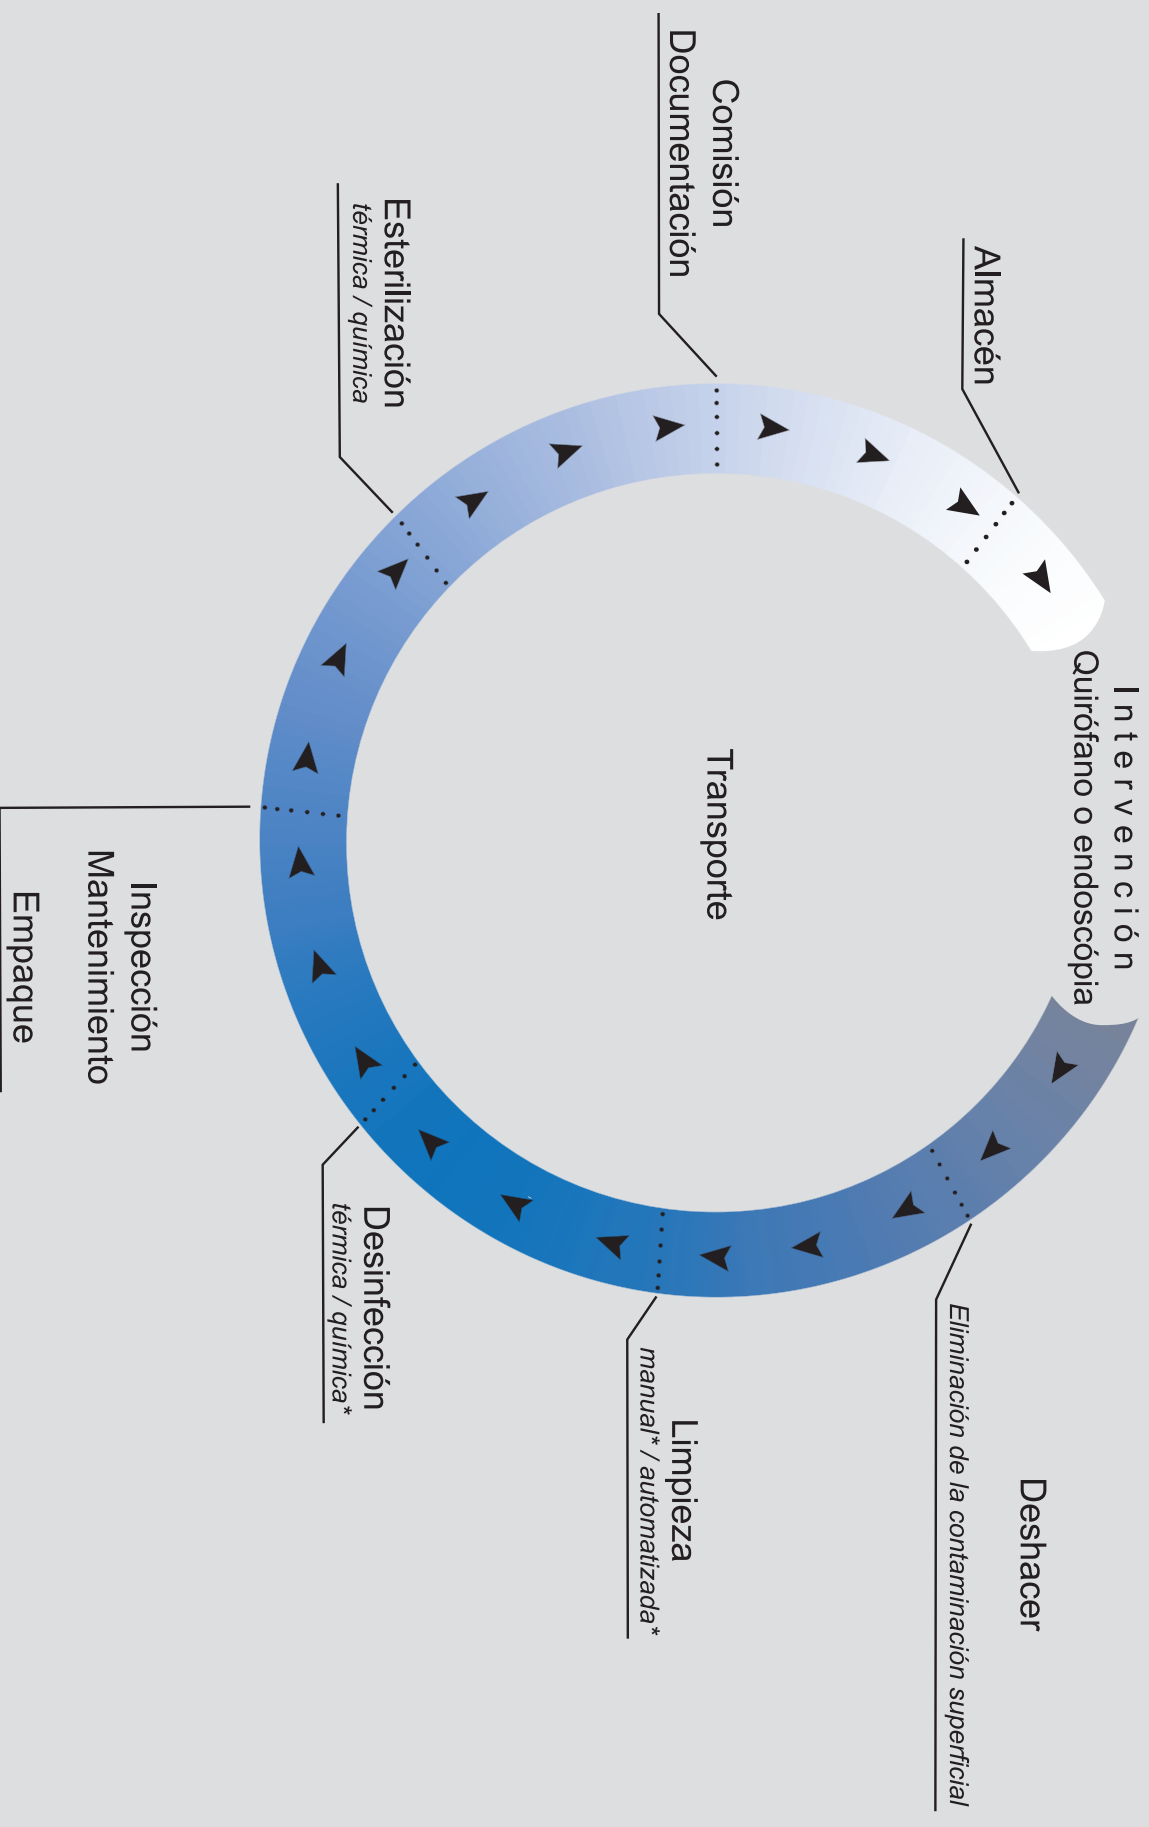 Intervención
Quirófano o endoscópia
Deshacer
Eliminación de la contaminación superficial
Limpieza
manual* / automatizada*
Desinfección
térmica / química*
Inspección
Mantenimiento
Empaque
Esterilización
térmica / química
Comisión
Documentación
Almacén
Transporte